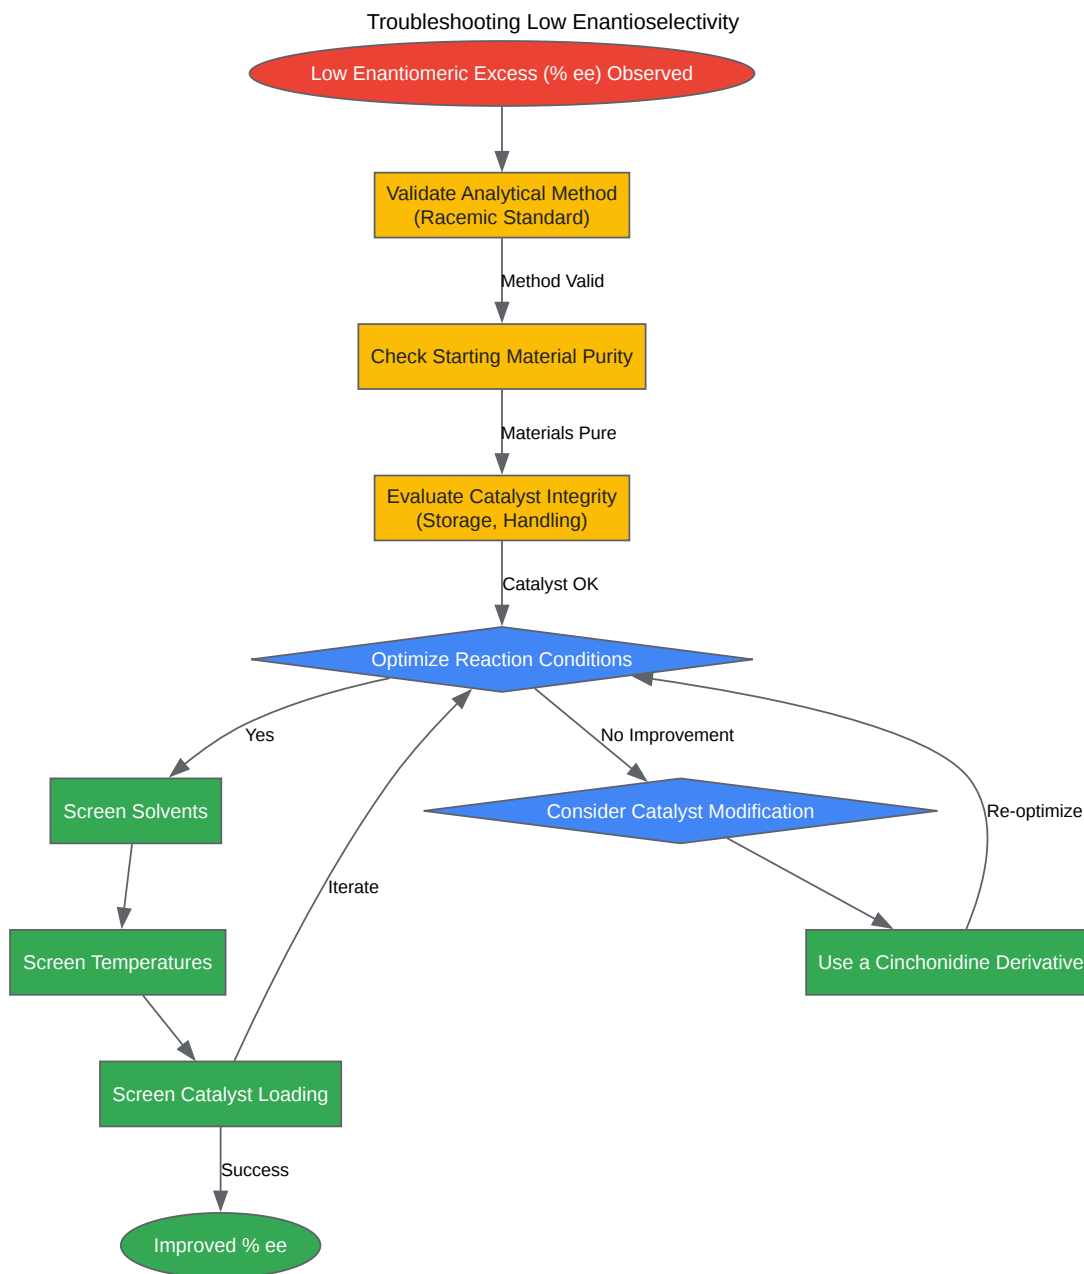 Troubleshooting Low Enantioselectivity
Low Enantiomeric Excess (% ee) Observed
Validate Analytical Method
(Racemic Standard)
Method Valid
Check Starting Material Purity
Materials Pure
Evaluate Catalyst Integrity
(Storage, Handling)
Catalyst OK
Optimize Reaction Conditions
Yes
No Improvement
Screen Solvents
Consider Catalyst Modification
Re-optimize
Iterate
Screen Temperatures
Use a Cinchonidine Derivative
Screen Catalyst Loading
Success
Improved % ee